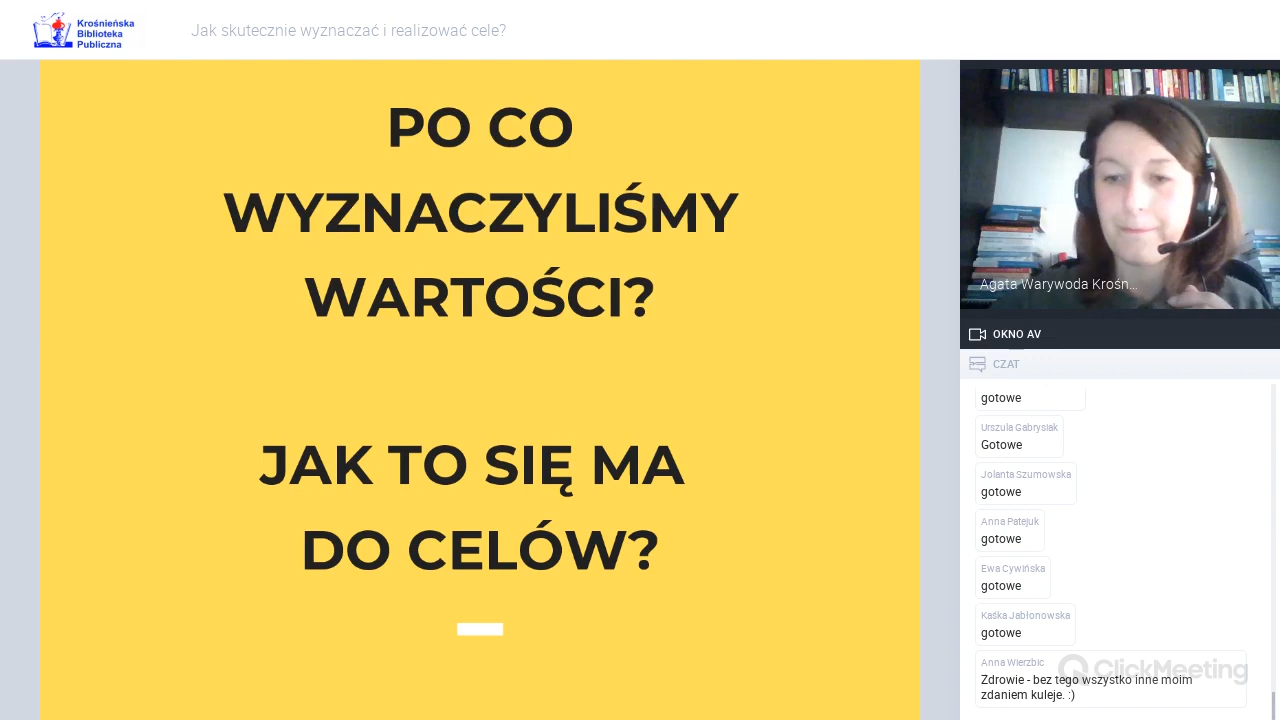 Krośnieńska
Biblioteka
Publiczna
Jak skutecznie wyznaczać i realizować cele?
PO CO
WYZNACZYLIŚMY
WARTOŚCI?
JAK TO SIĘ MA
DO CELÓW?
Agata Warywoda Krośn...
OKNO AV
CZAT
gotowe
Urszula Gabrysiak
Gotowe
Jolanta Szumowska
gotowe
Anna Patejuk
gotowe
Ewa Cywińska
gotowe
Kaśka Jabłonowska
gotowe
Anna Wierzbic
Zdrowie - bez tego wszystko inne moim
zdaniem kuleje. :)
ClickMeeting